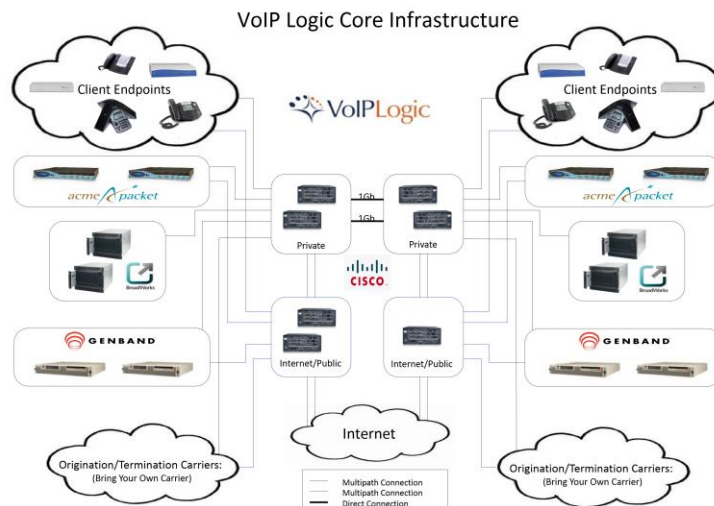 VoIP Logic Core Infrastructure
Client Endpoints
VoIPLogic
Client Endpoints
acme packet
1Gb
1Gb
acme packet
Private
Private
BroadWorks
CISCO
BroadWorks
GENBAND
Internet/Public
Internet/Public
GENBAND
Internet
Origination/Termination Carriers:
(Bring Your Own Carrier)
Origination/Termination Carriers:
(Bring Your Own Carrier)
Multipath Connection
Multipath Connection
Direct Connection